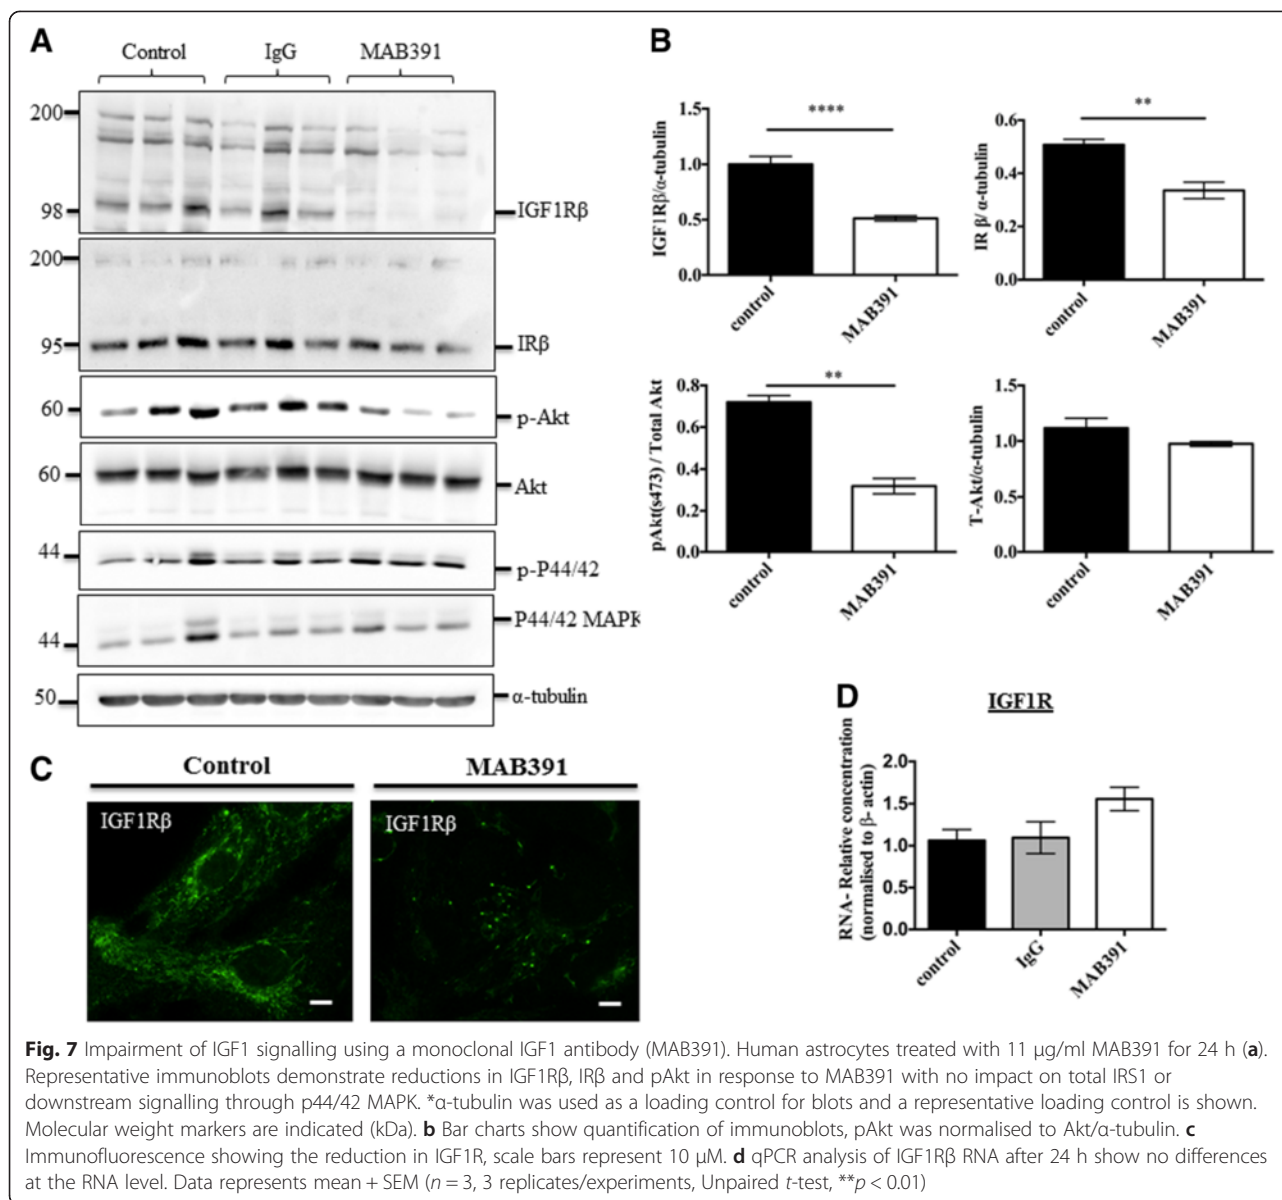 A
Control IgG MAB391
200
98
IGF1Rβ
200
95
IRβ
60
p-Akt
60
Akt
44
p-P44/42
P44/42 MAPK
44
50
α-tubulin
B
IGF1Rβ/α-tubulin
1.5
1.0
0.5
0.0
****
control
MAB391
IR β/ α-tubulin
0.6
0.4
0.2
0.0
**
control
MAB391
pAkt(s473) / Total Akt
0.8
0.6
0.4
0.2
0.0
**
control
MAB391
T-Akt/α-tubulin
1.5
1.0
0.5
0.0
control
MAB391
C
Control
MAB391
IGF1Rβ
IGF1Rβ
D
IGF1R
RNA- Relative concentration
(normalised to β- actin)
2.0
1.5
1.0
0.5
0.0
control
IgG
MAB391
Fig. 7 Impairment of IGF1 signalling using a monoclonal IGF1 antibody (MAB391). Human astrocytes treated with 11 μg/ml MAB391 for 24 h (a).
Representative immunoblots demonstrate reductions in IGF1Rβ, IRβ and pAkt in response to MAB391 with no impact on total IRS1 or
downstream signalling through p44/42 MAPK. *α-tubulin was used as a loading control for blots and a representative loading control is shown.
Molecular weight markers are indicated (kDa). b Bar charts show quantification of immunoblots, pAkt was normalised to Akt/α-tubulin. c
Immunofluorescence showing the reduction in IGF1R, scale bars represent 10 μM. d qPCR analysis of IGF1Rβ RNA after 24 h show no differences
at the RNA level. Data represents mean + SEM (n = 3, 3 replicates/experiments, Unpaired t-test, **p < 0.01)